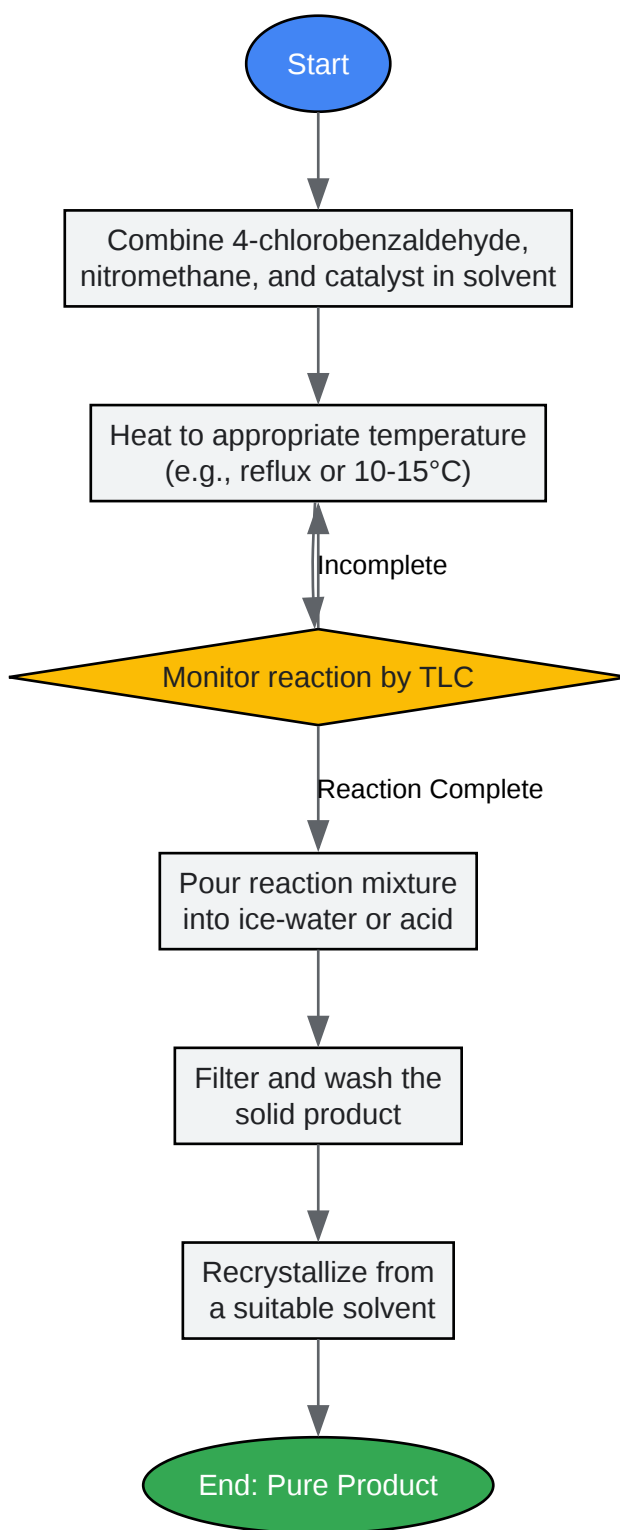 Start
Combine 4-chlorobenzaldehyde,
nitromethane, and catalyst in solvent
Heat to appropriate temperature
(e.g., reflux or 10-15°C)
Incomplete
Monitor reaction by TLC
Reaction Complete
Pour reaction mixture
into ice-water or acid
Filter and wash the
solid product
Recrystallize from
a suitable solvent
End: Pure Product